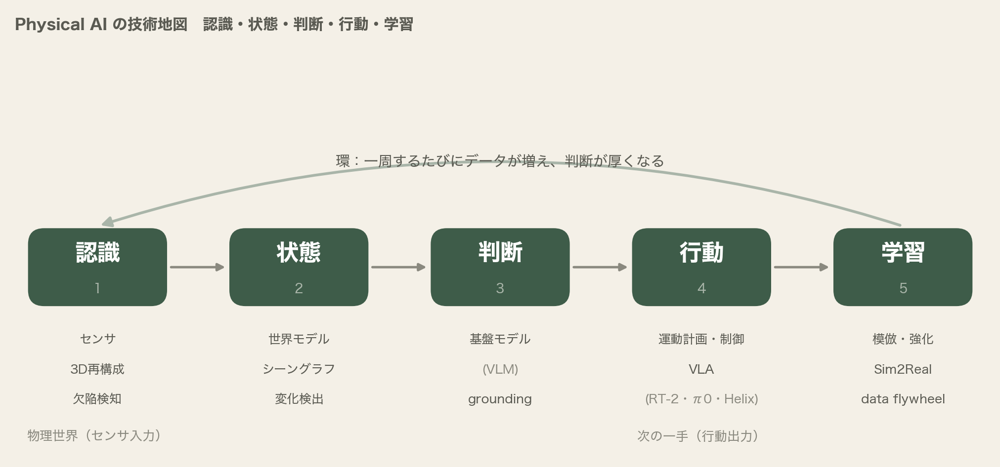 Physical AI の技術地図　認識・状態・判断・行動・学習
環：一周するたびにデータが増え、判断が厚くなる
認識
1
状態
2
判断
3
行動
4
学習
5
センサ
3D再構成
欠陥検知
世界モデル
シーングラフ
変化検出
基盤モデル
(VLM)
grounding
運動計画・制御
VLA
(RT-2・π0・Helix)
模倣・強化
Sim2Real
data flywheel
物理世界（センサ入力）
次の一手（行動出力）